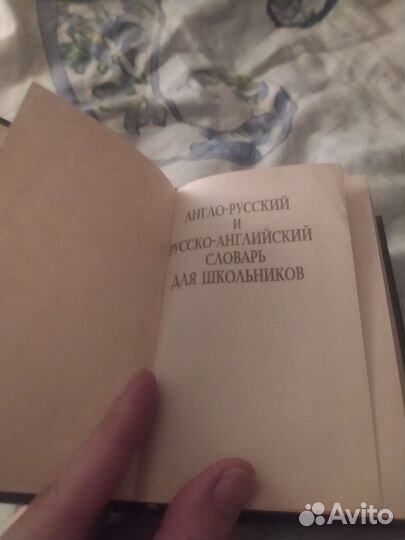 АНГЛО-РУССКИЙ
И
РУССКО-АНГЛИЙСКИЙ
СЛОВАРЬ
ДЛЯ ШКОЛЬНИКОВ
Avito